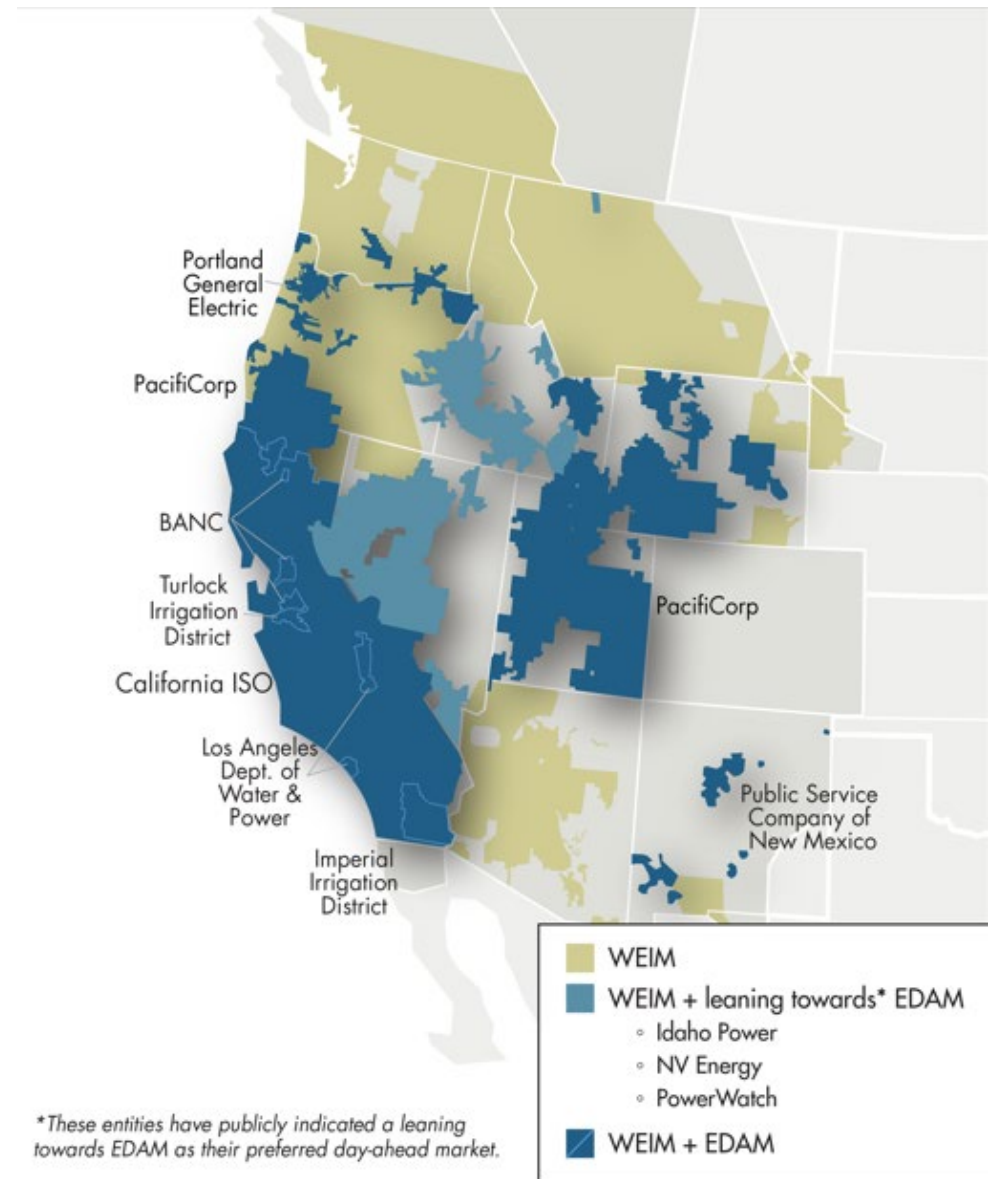 Portland
General
Electric
PacifiCorp
BANC
Turlock
Irrigation
District
California ISO
Los Angeles
Dept. of
Water &
Power
Imperial
Irrigation
District
PacifiCorp
Public Service
Company of
New Mexico
WEIM
WEIM + leaning towards* EDAM
◦ Idaho Power
◦ NV Energy
◦ PowerWatch
WEIM + EDAM
*These entities have publicly indicated a leaning
towards EDAM as their preferred day-ahead market.